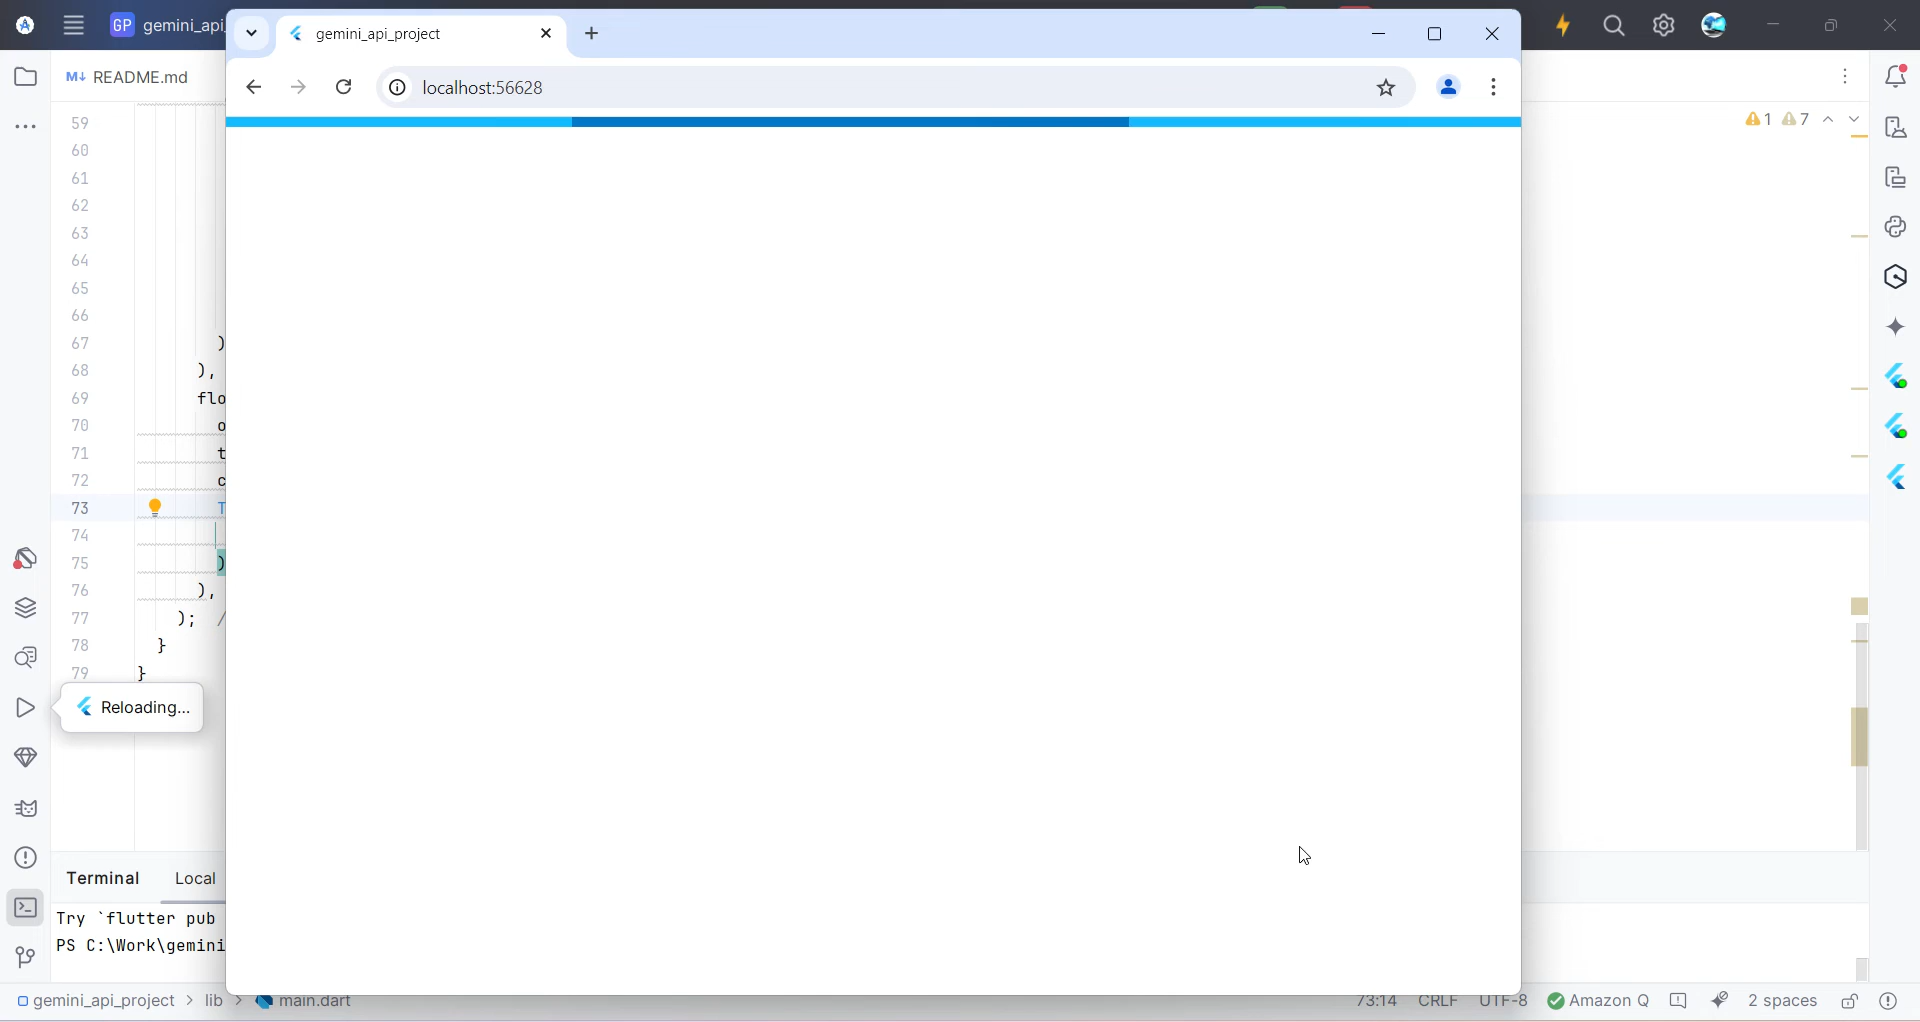 GP gemini_api
gemini_api_project
README.md
localhost:56628
1 7
59
60
61
62
63
64
65
66
67 )
68 ),
69 flo
70 o
71 t
72 c
73 T
74
75 )
76 ),
77 ); /
78 }
79 }
Reloading...
Terminal Local
Try `flutter pub
PS C:\Work\gemini
gemini_api_project > lib > main.dart
73:14 CRLF UTF-8 Amazon Q 2 spaces